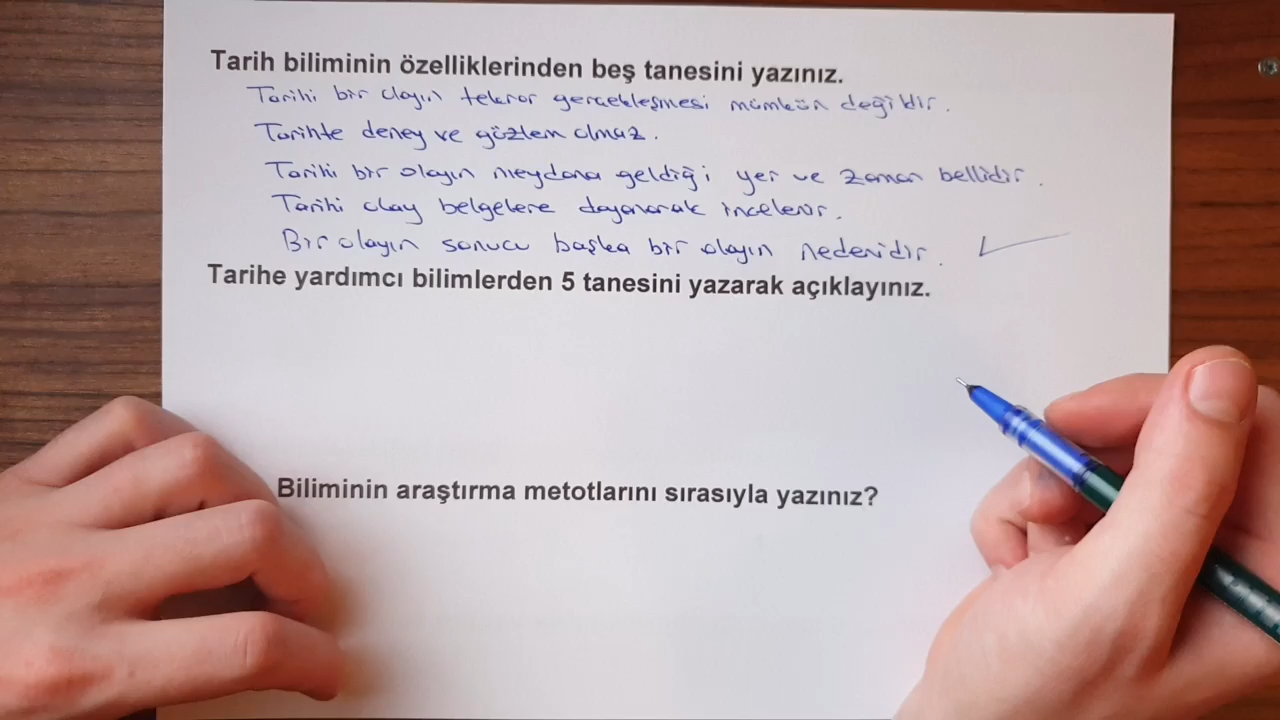 Tarih biliminin özelliklerinden beş tanesini yazınız.
Tarihi bir olayın tekrar gerçekleşmesi mümkün değildir.
Tarihte deney ve gözlem olmaz.
Tarihi bir olayın meydana geldiği yer ve zaman bellidir.
Tarihi olay belgelere dayanarak incelenir.
Bir olayın sonucu başka bir olayın nedenidir.
Tarihe yardımcı bilimlerden 5 tanesini yazarak açıklayınız.
Biliminin araştırma metotlarını sırasıyla yazınız?